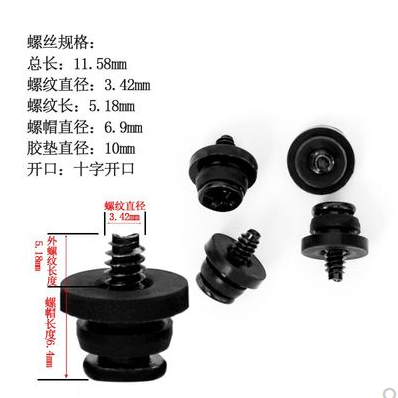 螺丝规格：
总长：11.58mm
螺纹直径：3.42mm
螺纹长：5.18mm
螺帽直径：6.9mm
胶垫直径：10mm
开口：十字开口
螺纹直径
3.42mm
外螺纹长度
5.18mm
螺帽长度6.4mm